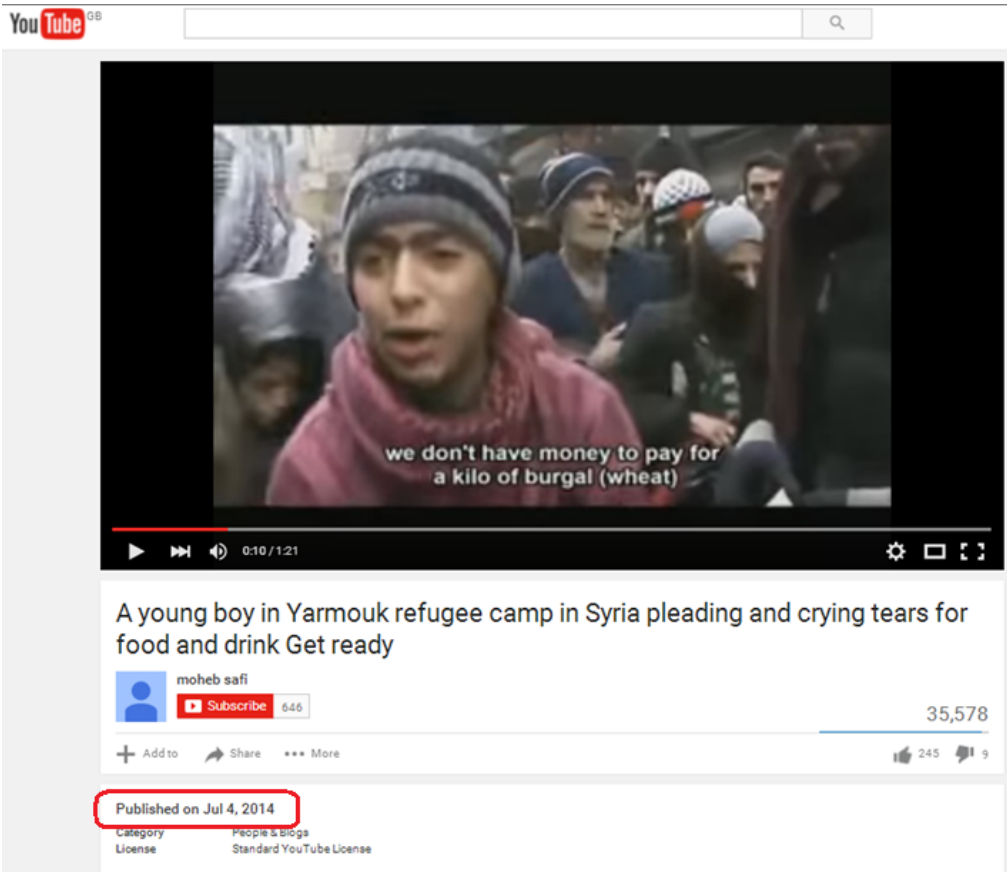 YouTube GB
we don't have money to pay for
a kilo of burgal (wheat)
0:10 / 1:21
A young boy in Yarmouk refugee camp in Syria pleading and crying tears for
food and drink Get ready
moheb safi
Subscribe 646
35,578
Add to Share More 245 9
Published on Jul 4, 2014
Category People & Blogs
License Standard YouTube License